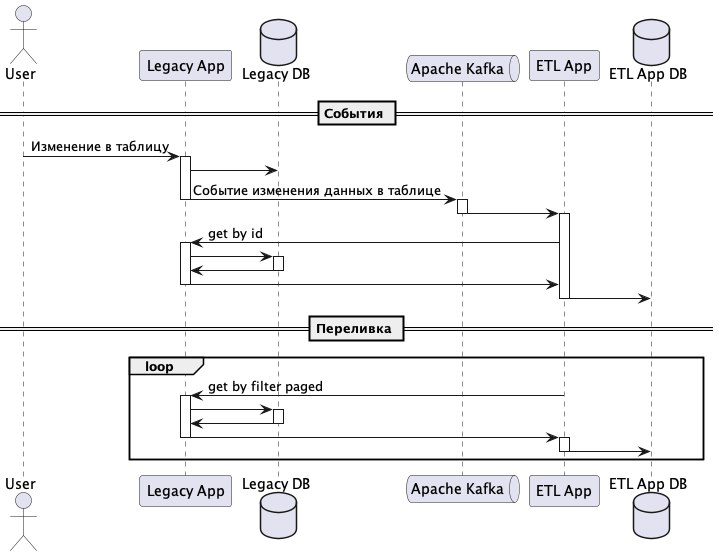 User
Legacy App
Legacy DB
Apache Kafka
ETL App
ETL App DB
События
Изменение в таблицу
Событие изменения данных в таблице
get by id
Переливка
loop
get by filter paged
User
Legacy App
Legacy DB
Apache Kafka
ETL App
ETL App DB